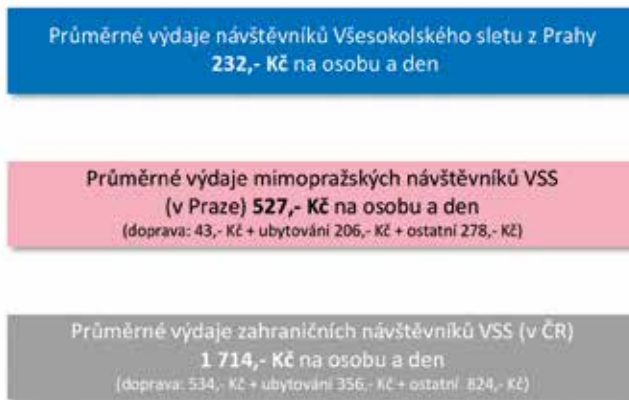 Průměrné výdaje návštěvníků Všesokolského sletu z Prahy
232,- Kč na osobu a den
Průměrné výdaje mimopražských návštěvníků VSS
(v Praze) 527,- Kč na osobu a den
(doprava: 43,- Kč + ubytování 206,- Kč + ostatní 278,- Kč)
Průměrné výdaje zahraničních návštěvníků VSS (v ČR)
1 714,- Kč na osobu a den
(doprava: 534,- Kč + ubytování 356,- Kč + ostatní 824,- Kč)